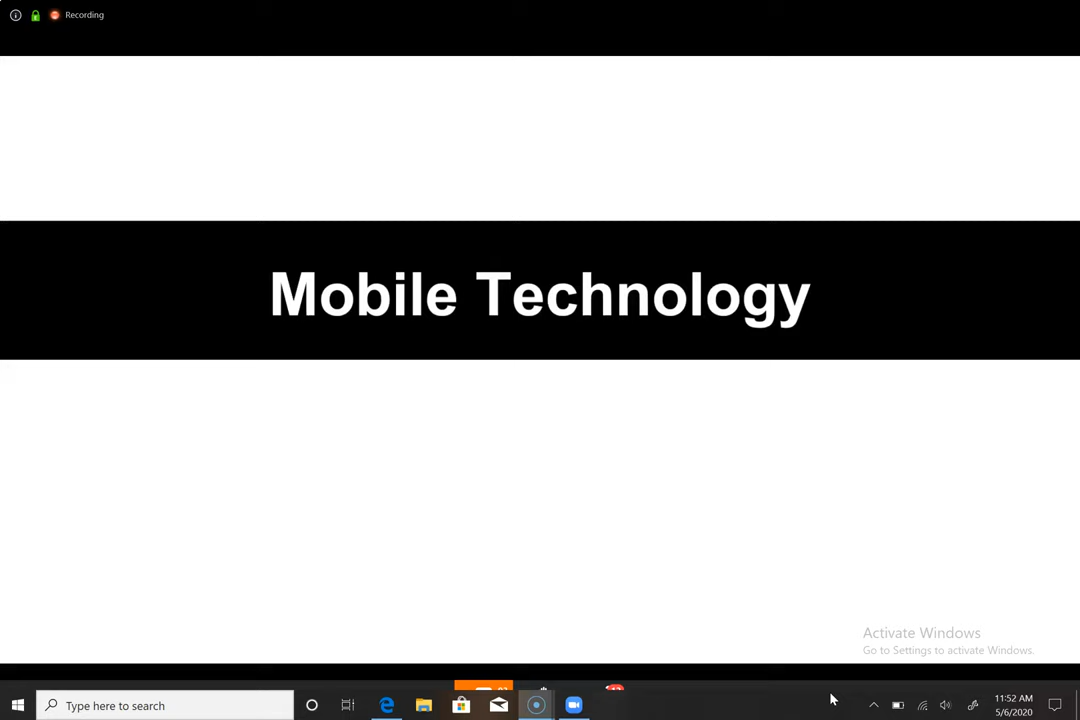 Recording
Mobile Technology
Activate Windows
Go to Settings to activate Windows.
Type here to search
11:52 AM
5/6/2020